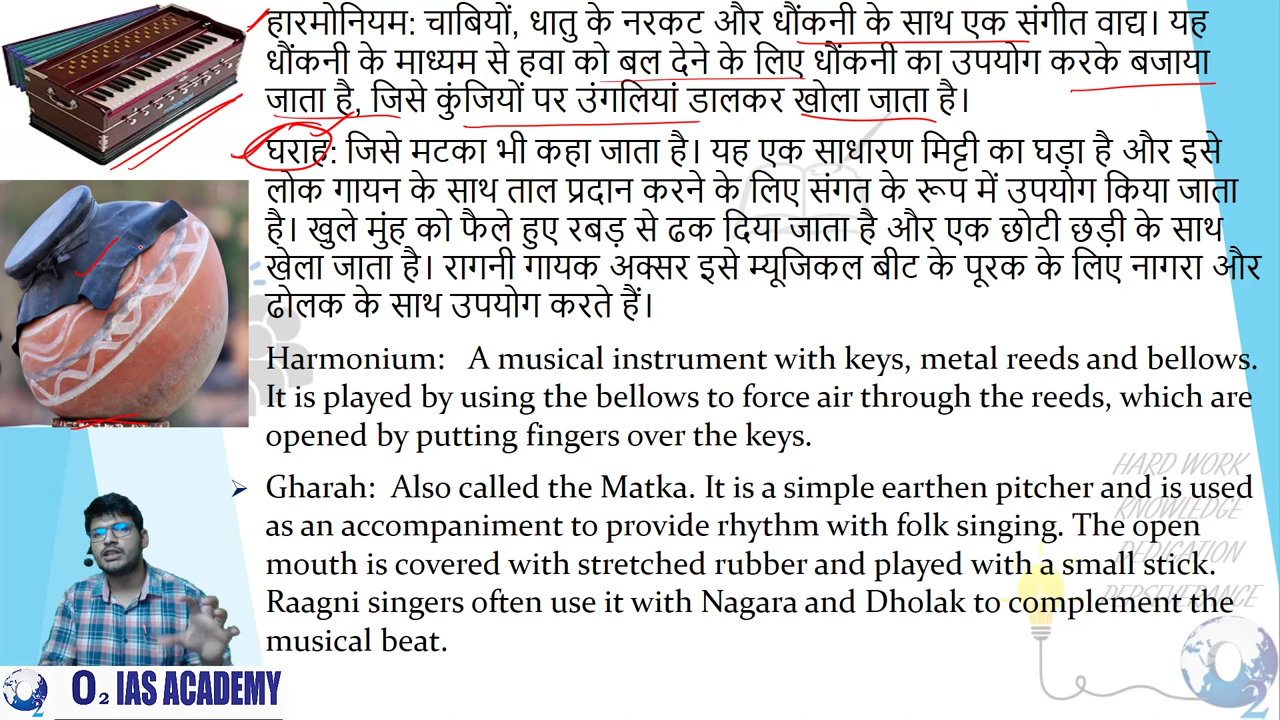 हारमोनियम: चाबियों, धातु के नरकट और धौंकनी के साथ एक संगीत वाद्य। यह
धौंकनी के माध्यम से हवा को बल देने के लिए धौंकनी का उपयोग करके बजाया
जाता है, जिसे कुंजियों पर उंगलियां डालकर खोला जाता है।
घराह: जिसे मटका भी कहा जाता है। यह एक साधारण मिट्टी का घड़ा है और इसे
लोक गायन के साथ ताल प्रदान करने के लिए संगत के रूप में उपयोग किया जाता
है। खुले मुंह को फैले हुए रबड़ से ढक दिया जाता है और एक छोटी छड़ी के साथ
खेला जाता है। रागनी गायक अक्सर इसे म्यूजिकल बीट के पूरक के लिए नागरा और
ढोलक के साथ उपयोग करते हैं।
Harmonium: A musical instrument with keys, metal reeds and bellows.
It is played by using the bellows to force air through the reeds, which are
opened by putting fingers over the keys.
Gharah: Also called the Matka. It is a simple earthen pitcher and is used
as an accompaniment to provide rhythm with folk singing. The open
mouth is covered with stretched rubber and played with a small stick.
Raagni singers often use it with Nagara and Dholak to complement the
musical beat.
HARD WORK
KNOWLEDGE
DEDICATION
PERSEVERANCE
O₂ IAS ACADEMY
O 2